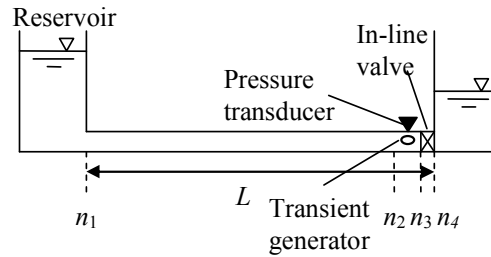 Reservoir
In-line
valve
Pressure
transducer
L
n1
Transient
generator
n2 n3 n4